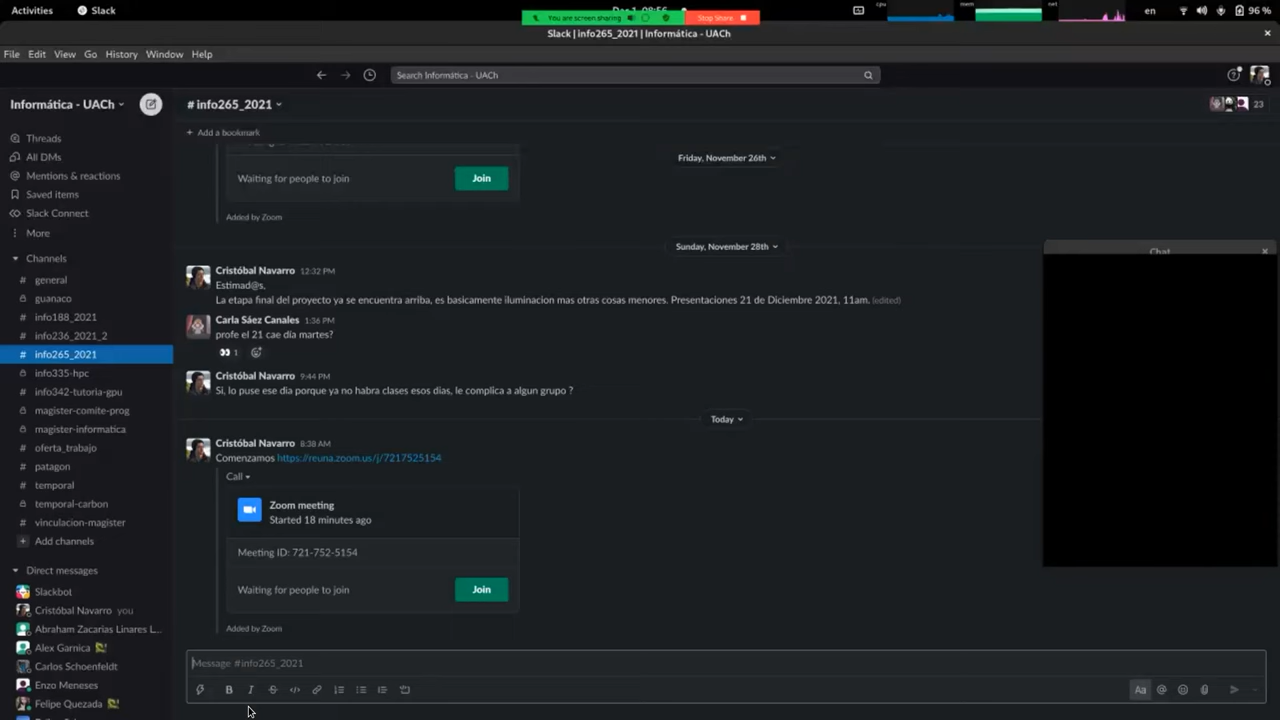 Activities
Slack
Dec 1 08:56
You are screen sharing
Stop Share
cpu
mem
net
en
96 %
Slack | info265_2021 | Informática - UACh
File Edit View Go History Window Help
Search Informática - UACh
Informática - UACh
# info265_2021
23
Add a bookmark
Threads
All DMs
Mentions & reactions
Saved items
Slack Connect
More
Channels
# general
guanaco
# info188_2021
# info236_2021_2
# info265_2021
info335-hpc
# info342-tutoria-gpu
magister-comite-prog
magister-informatica
# oferta_trabajo
# patagon
# temporal
temporal-carbon
# vinculacion-magister
Add channels
Direct messages
Slackbot
Cristóbal Navarro you
Abraham Zacarias Linares L...
Alex Garnica
Carlos Schoenfeldt
Enzo Meneses
Felipe Quezada
Friday, November 26th
Waiting for people to join
Join
Added by Zoom
Sunday, November 28th
Cristóbal Navarro 12:32 PM
Estimad@s,
La etapa final del proyecto ya se encuentra arriba, es basicamente iluminacion mas otras cosas menores. Presentaciones 21 de Diciembre 2021, 11am. (edited)
Carla Sáez Canales 1:36 PM
profe el 21 cae día martes?
1
Cristóbal Navarro 9:44 PM
Si, lo puse ese dia porque ya no habra clases esos dias, le complica a algun grupo ?
Today
Cristóbal Navarro 8:38 AM
Comenzamos https://reuna.zoom.us/j/7217525154
Call
Zoom meeting
Started 18 minutes ago
Meeting ID: 721-752-5154
Waiting for people to join
Join
Added by Zoom
Message #info265_2021
B I S
Aa @
Chat